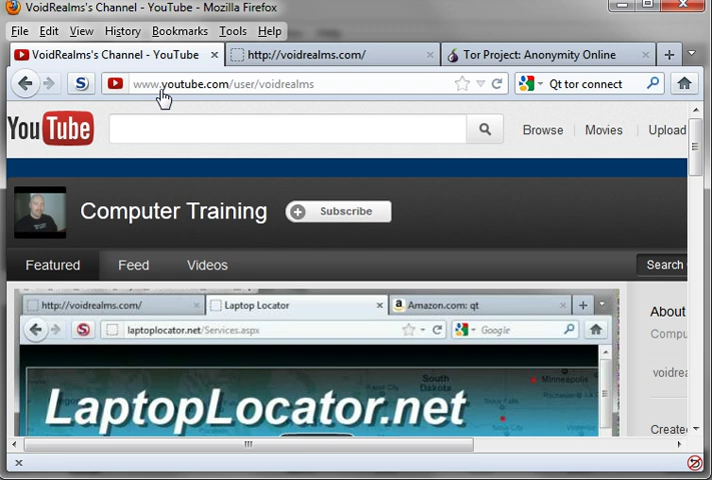 VoidRealms's Channel - YouTube - Mozilla Firefox
File Edit View History Bookmarks Tools Help
VoidRealms's Channel - YouTube × http://voidrealms.com/ × Tor Project: Anonymity Online ×
S www.youtube.com/user/voidrealms Qt tor connect
YouTube Browse Movies Upload
Computer Training Subscribe
Featured Feed Videos Search
http://voidrealms.com/ × Laptop Locator × Amazon.com: qt ×
S laptoplocator.net/Services.aspx Google
About
South Dakota Minneapolis
Sioux Falls
LaptopLocator.net